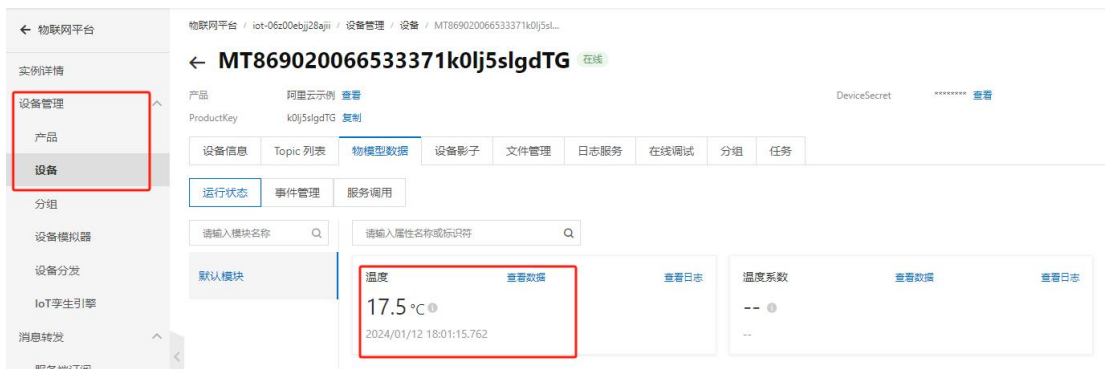 ← 物联网平台
物联网平台 / iot-06z00ebjj28ajii / 设备管理 / 设备 / MT869020066533371k0lj5sl...
← MT869020066533371k0lj5slgdTG 在线
实例详情
设备管理
产品
设备
分组
设备模拟器
设备分发
IoT孪生引擎
消息转发
服务端订阅
产品 阿里云示例 查看
DeviceSecret ******** 查看
ProductKey k0lj5slgdTG 复制
设备信息 Topic 列表 物模型数据 设备影子 文件管理 日志服务 在线调试 分组 任务
运行状态 事件管理 服务调用
请输入模块名称
请输入属性名称或标识符
默认模块
温度 查看数据 查看日志
17.5 °C
2024/01/12 18:01:15.762
温度系数 查看数据 查看日志
--
--